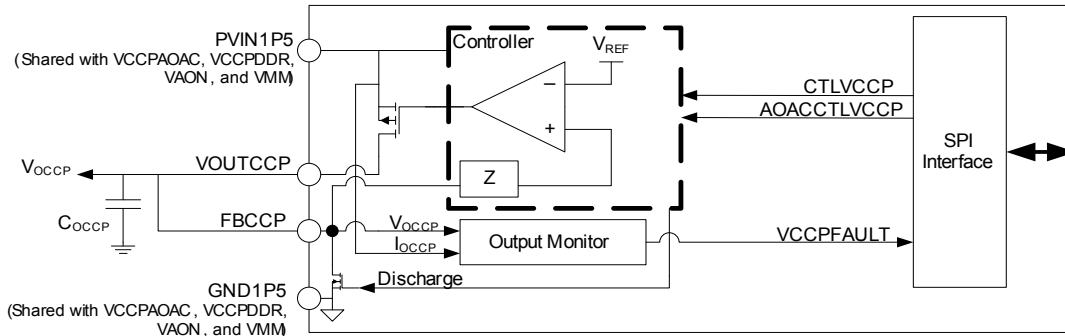 PVIN1P5
(Shared with VCCPAOAC, VCCPDDR,
VAON, and VMM)
Controller
VREF
−
+
Z
CTLVCCP
AOACCTLVCCP
SPI
Interface
VOCCP
VOUTCCP
COCCP
FBCCP
VOCCP
IOCCP
Output Monitor
VCCPFAULT
Discharge
GND1P5
(Shared with VCCPAOAC, VCCPDDR,
VAON, and VMM)